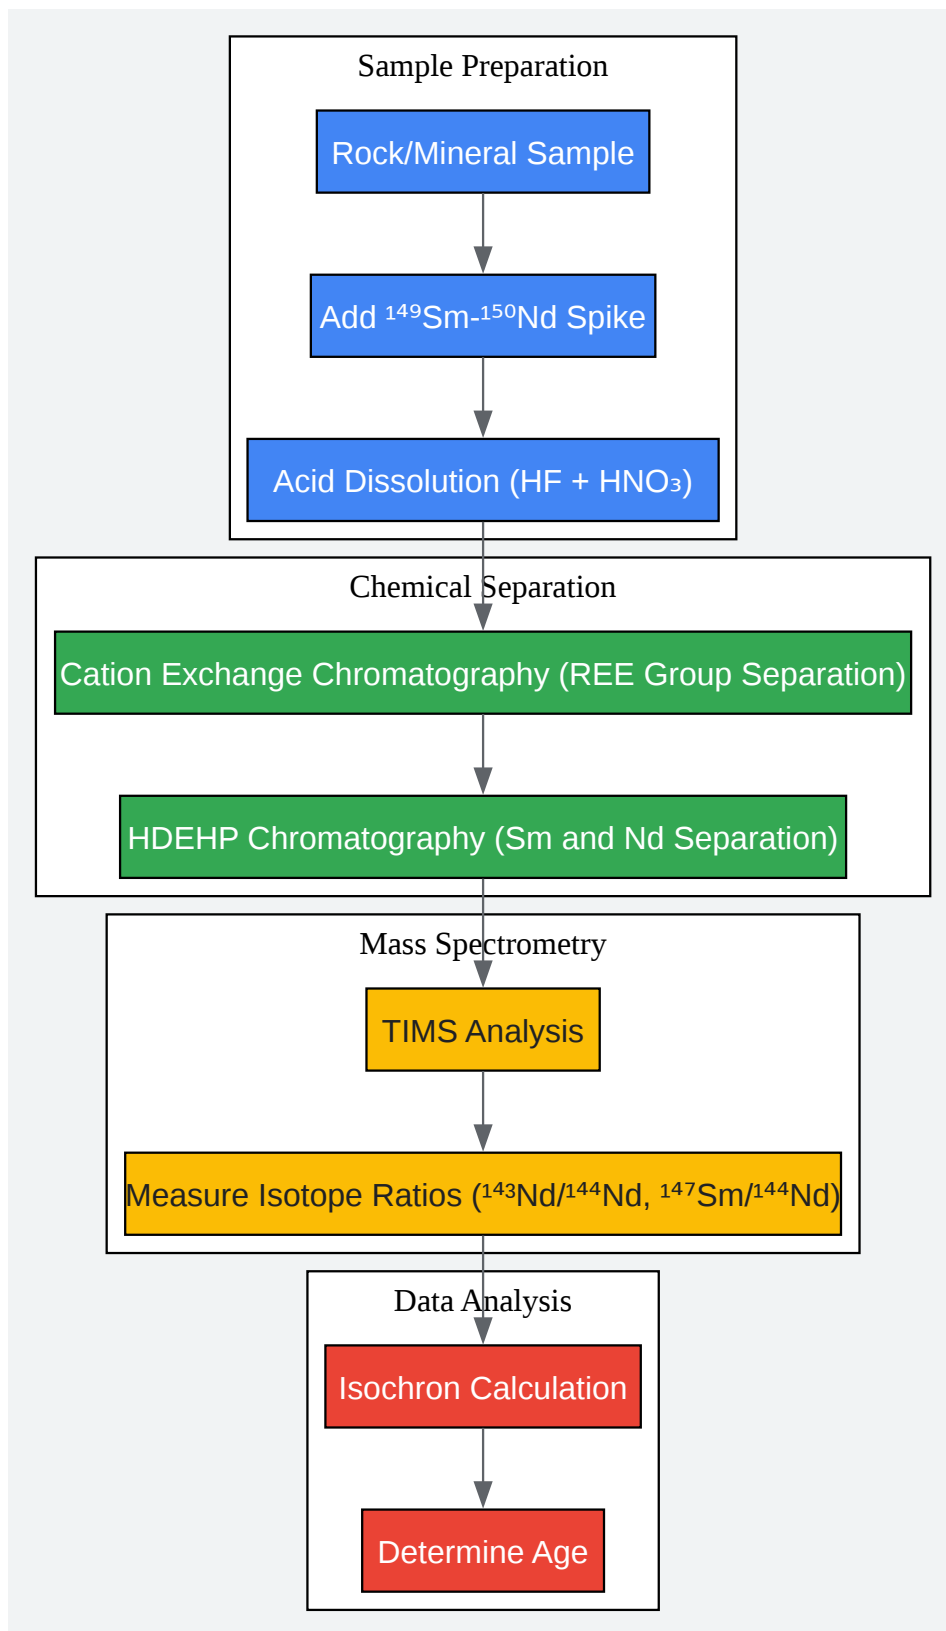 Sample Preparation
Rock/Mineral Sample
Add ¹⁴⁹Sm-¹⁵⁰Nd Spike
Acid Dissolution (HF + HNO₃)
Chemical Separation
Cation Exchange Chromatography (REE Group Separation)
HDEHP Chromatography (Sm and Nd Separation)
Mass Spectrometry
TIMS Analysis
Measure Isotope Ratios (¹⁴³Nd/¹⁴⁴Nd, ¹⁴⁷Sm/¹⁴⁴Nd)
Data Analysis
Isochron Calculation
Determine Age